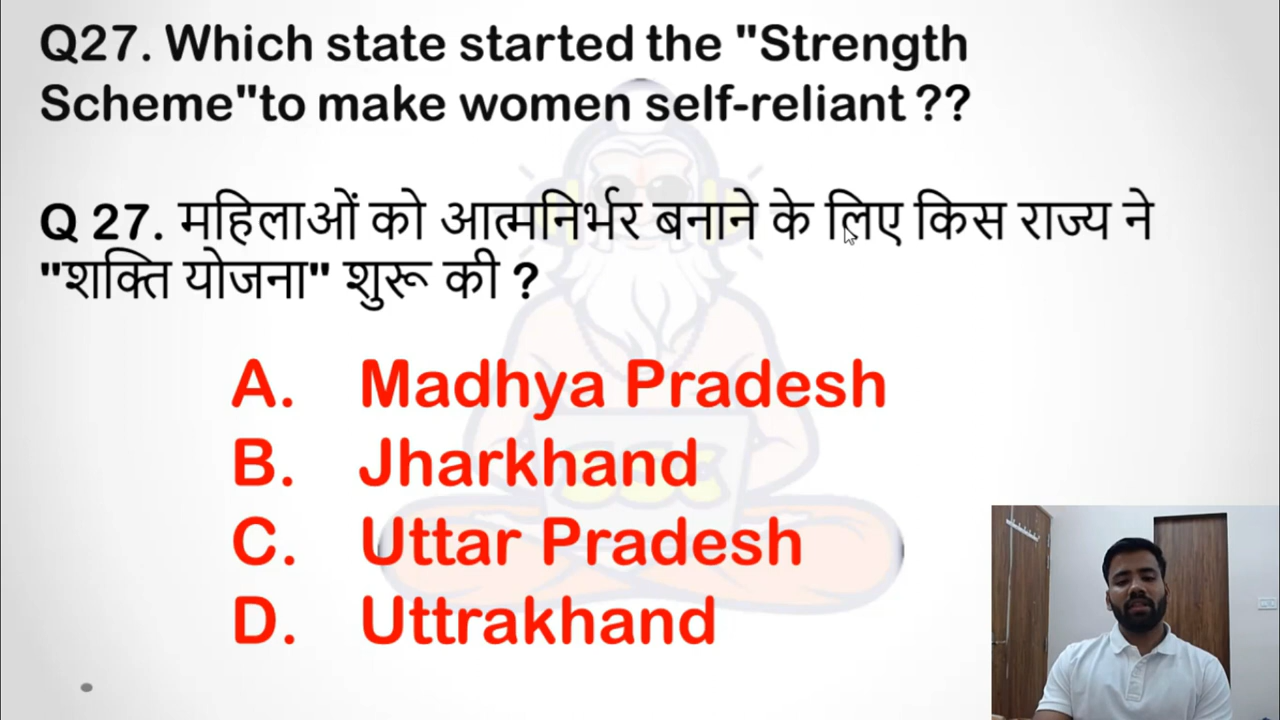 Q27. Which state started the "Strength
Scheme"to make women self-reliant ??
Q 27. महिलाओं को आत्मनिर्भर बनाने के लिए किस राज्य ने
"शक्ति योजना" शुरू की ?
A. Madhya Pradesh
B. Jharkhand
C. Uttar Pradesh
D. Uttrakhand
SSC